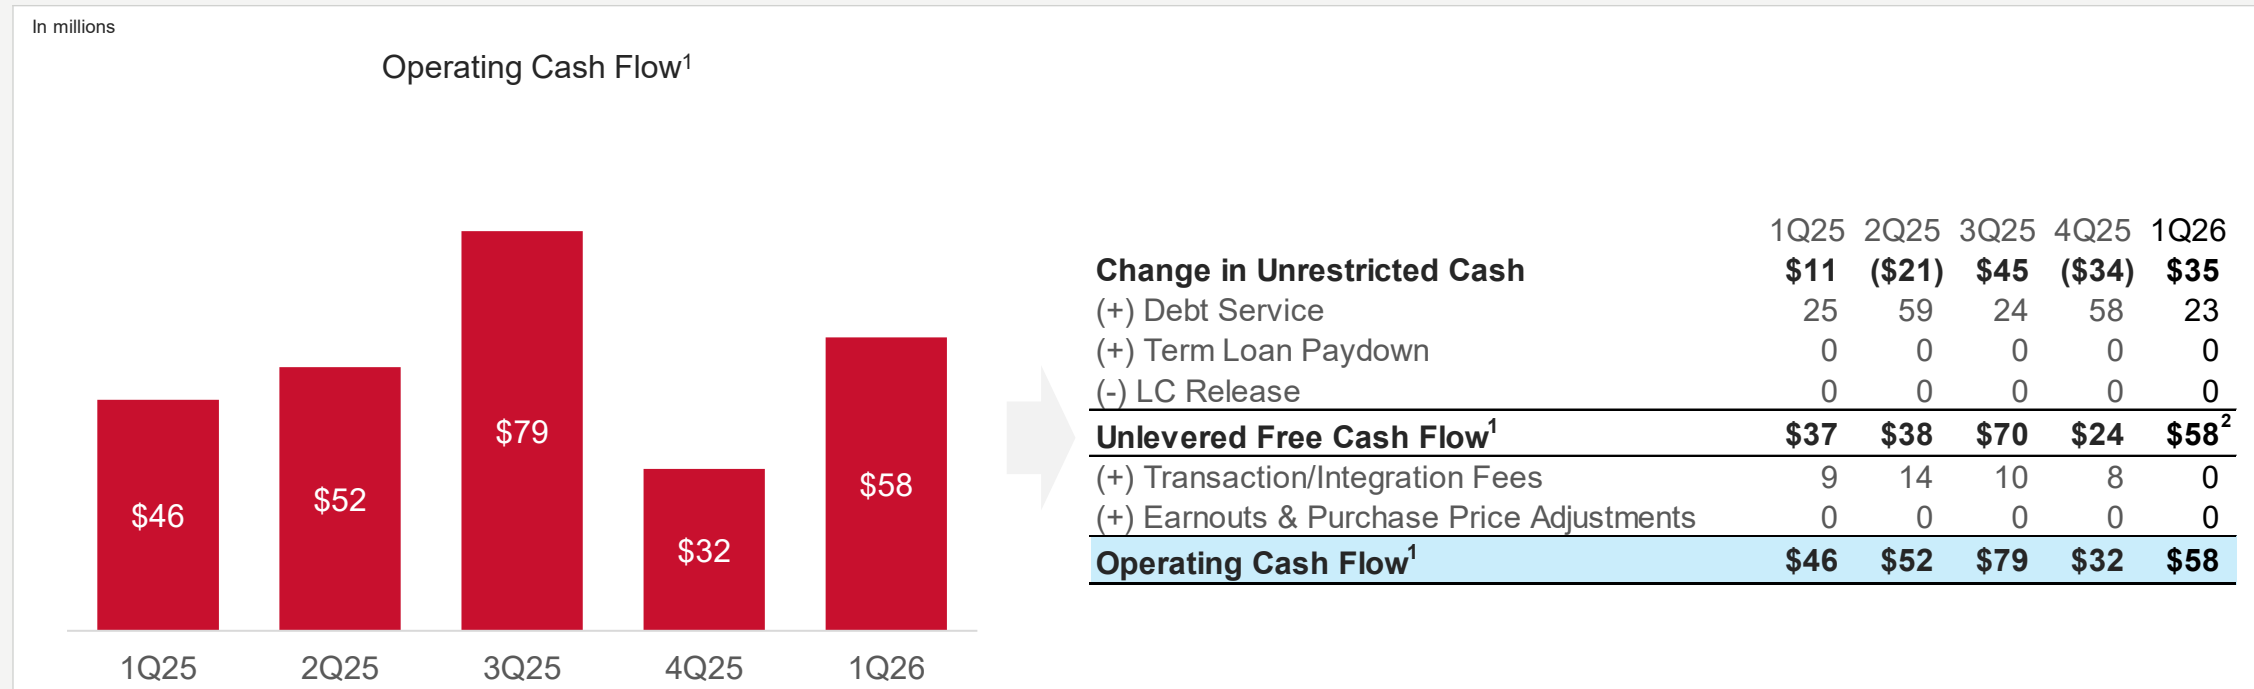 In millions
Operating Cash Flow¹
$46
$52
$79
$32
$58
1Q25 2Q25 3Q25 4Q25 1Q26
1Q25 2Q25 3Q25 4Q25 1Q26
Change in Unrestricted Cash $11 ($21) $45 ($34) $35
(+) Debt Service 25 59 24 58 23
(+) Term Loan Paydown 0 0 0 0 0
(-) LC Release 0 0 0 0 0
Unlevered Free Cash Flow¹ $37 $38 $70 $24 $58²
(+) Transaction/Integration Fees 9 14 10 8 0
(+) Earnouts & Purchase Price Adjustments 0 0 0 0 0
Operating Cash Flow¹ $46 $52 $79 $32 $58